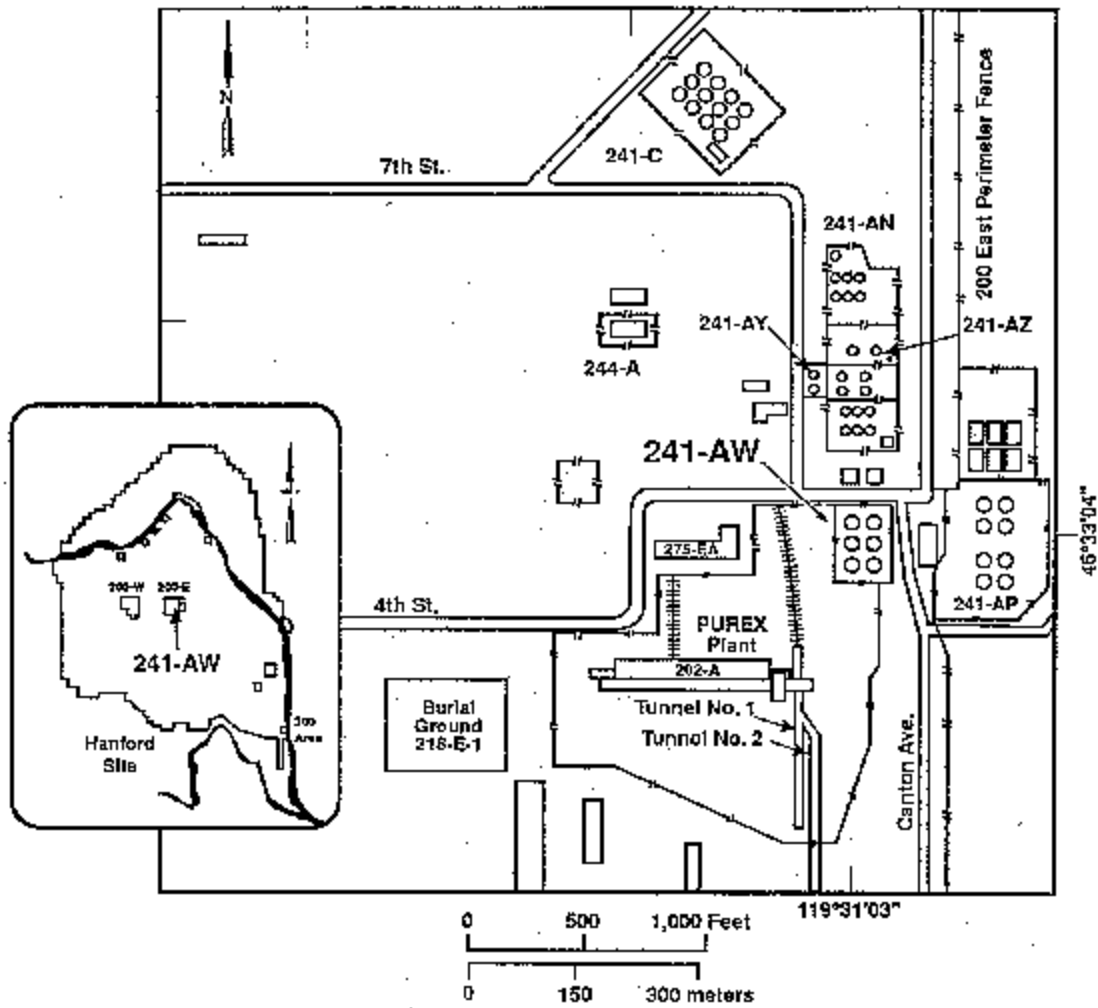 N
241-C
7th St.
200 East Perimeter Fence
241-AN
241-AY
241-AZ
244-A
241-AW
46°33'04"
275-EA
241-AP
4th St.
PUREX
Plant
202-A
Tunnel No. 1
Tunnel No. 2
Burial
Ground
218-E-1
Canton Ave.
200-W
200-E
241-AW
Hanford
Site
300
Area
119°31'03"
0 500 1,000 Feet
0 150 300 meters